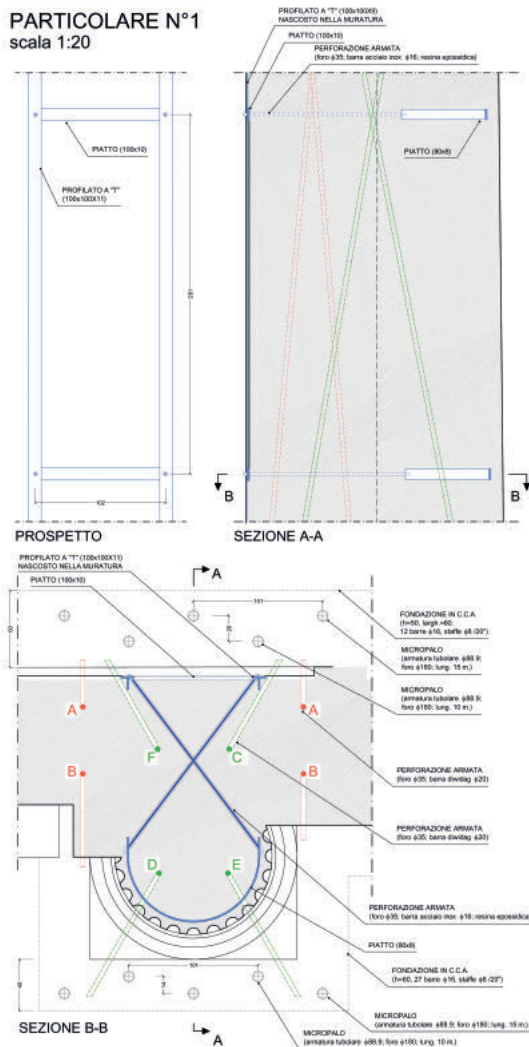 PARTICOLARE N°1
scala 1:20
PROFILATO A "T" (100x100X9)
NASCOSTO NELLA MURATURA
PIATTO (100x10)
PERFORAZIONE ARMATA
(foro ϕ35; barra acciaio inox. ϕ16; resina epossidica)
PIATTO (100x10)
PIATTO (80x8)
PROFILATO A "T"
(100x100X11)
281
102
B
B
PROSPETTO
SEZIONE A-A
PROFILATO A "T" (100x100X11)
NASCOSTO NELLA MURATURA
PIATTO (100x10)
A
101
FONDAZIONE IN C.C.A.
(h=50, largh.=60;
12 barre ϕ16, staffe ϕ8 /20")
MICROPALO
(armatura tubolare ϕ88.9;
foro ϕ180; lung. 15 m.)
MICROPALO
(armatura tubolare ϕ88.9;
foro ϕ180; lung. 10 m.)
A
A
F
C
B
B
PERFORAZIONE ARMATA
(foro ϕ35; barra diwidag ϕ20)
PERFORAZIONE ARMATA
(foro ϕ35; barra diwidag ϕ20)
D
E
PERFORAZIONE ARMATA
(foro ϕ35; barra acciaio inox. ϕ16; resina epossidica)
PIATTO (80x8)
101
FONDAZIONE IN C.C.A.
(h=60, 27 barre ϕ16, staffe ϕ8 /20")
MICROPALO
(armatura tubolare ϕ88.9; foro ϕ180; lung. 15 m.)
SEZIONE B-B
A
MICROPALO
(armatura tubolare ϕ88.9; foro ϕ180; lung. 10 m.)